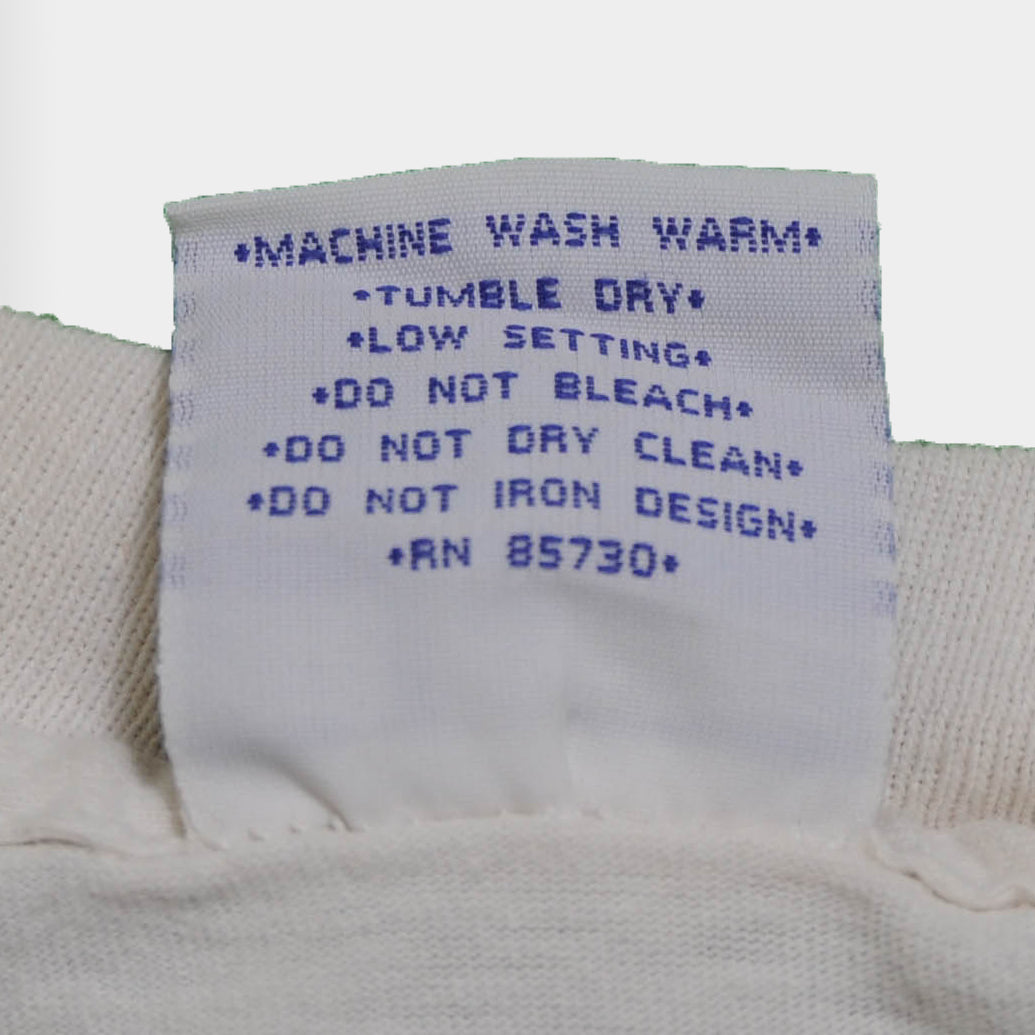 •MACHINE WASH WARM•
•TUMBLE DRY•
•LOW SETTING•
•DO NOT BLEACH•
•DO NOT DRY CLEAN•
•DO NOT IRON DESIGN•
•RN 85730•